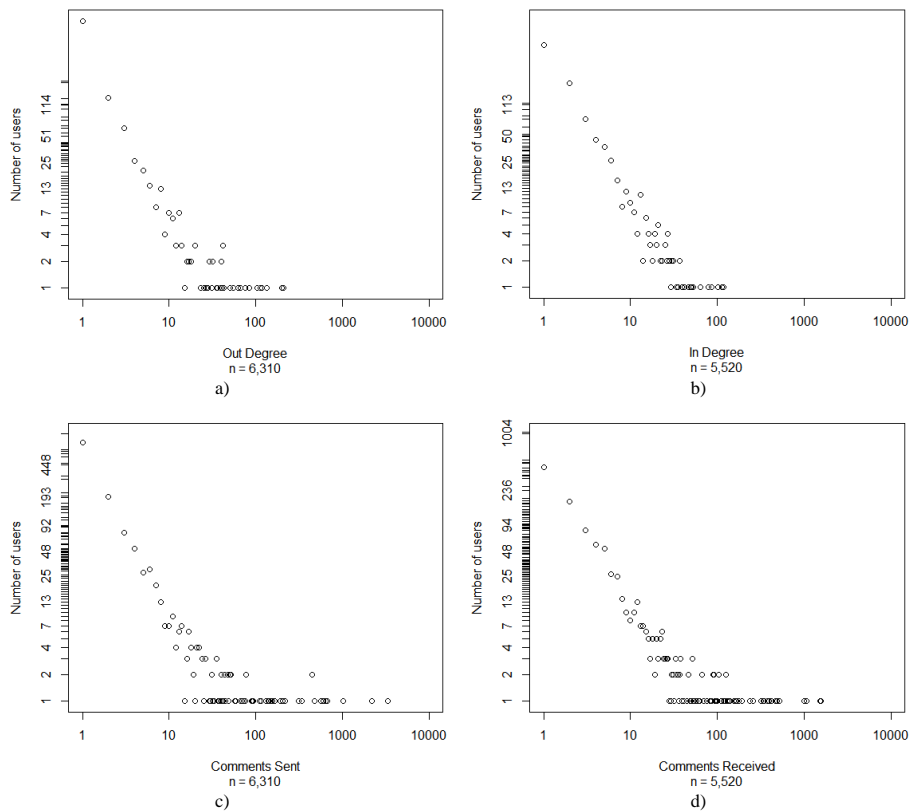 Number of users
114
51
25
13
7
4
2
1
1 10 100 1000 10000
Out Degree
n = 6,310
a)
Number of users
113
50
25
13
7
4
2
1
1 10 100 1000 10000
In Degree
n = 5,520
b)
Number of users
448
193
92
48
25
13
7
4
2
1
1 10 100 1000 10000
Comments Sent
n = 6,310
c)
Number of users
1004
236
94
48
25
13
7
4
2
1
1 10 100 1000 10000
Comments Received
n = 5,520
d)